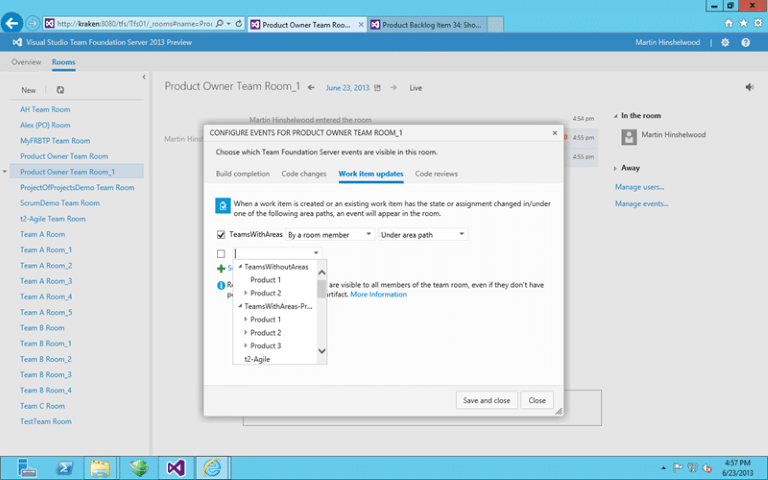 http://kraken:8080/tfs/Tfs01/_rooms#name=Proc
Product Owner Team Roo...
Product Backlog Item 34: Sho...
Visual Studio Team Foundation Server 2013 Preview
Martin Hinshelwood
Overview Rooms
New
AH Team Room
Alex (PO) Room
MyFRBTP Team Room
Product Owner Team Room
Product Owner Team Room_1
ProjectOfProjectsDemo Team Room
ScrumDemo Team Room
t2-Agile Team Room
Team A Room
Team A Room_1
Team A Room_2
Team A Room_3
Team A Room_4
Team A Room_5
Team B Room
Team B Room_1
Team B Room_2
Team B Room_3
Team B Room_4
Team C Room
TestTeam Room
Product Owner Team Room_1
June 23, 2013
Live
Martin Hinshelwood entered the room
4:54 pm
Martin Hins
4:55 pm
4:55 pm
In the room
Martin Hinshelwood
Away
Manage users...
Manage events...
CONFIGURE EVENTS FOR PRODUCT OWNER TEAM ROOM_1
Choose which Team Foundation Server events are visible in this room.
Build completion Code changes Work item updates Code reviews
When a work item is created or an existing work item has the state or assignment changed in/under
one of the following area paths, an event will appear in the room.
TeamsWithAreas By a room member Under area path
TeamsWithoutAreas
Product 1
Product 2
TeamsWithAreas-Pr...
Product 1
Product 2
Product 3
t2-Agile
are visible to all members of the team room, even if they don't have
artifact. More Information
Save and close Close
4:57 PM
6/23/2013